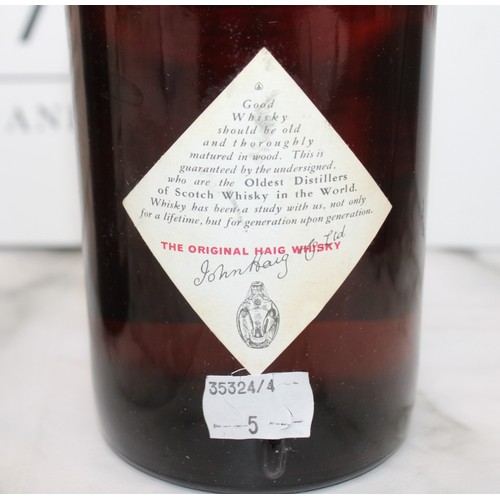 AN
Good
Whisky
should be old
and thoroughly
matured in wood. This is
guaranteed by the undersigned,
who are the Oldest Distillers
of Scotch Whisky in the World.
Whisky has been a study with us, not only
for a lifetime, but for generation upon generation.
THE ORIGINAL HAIG WHISKY
John Haig & Co Ltd
35324/4
5